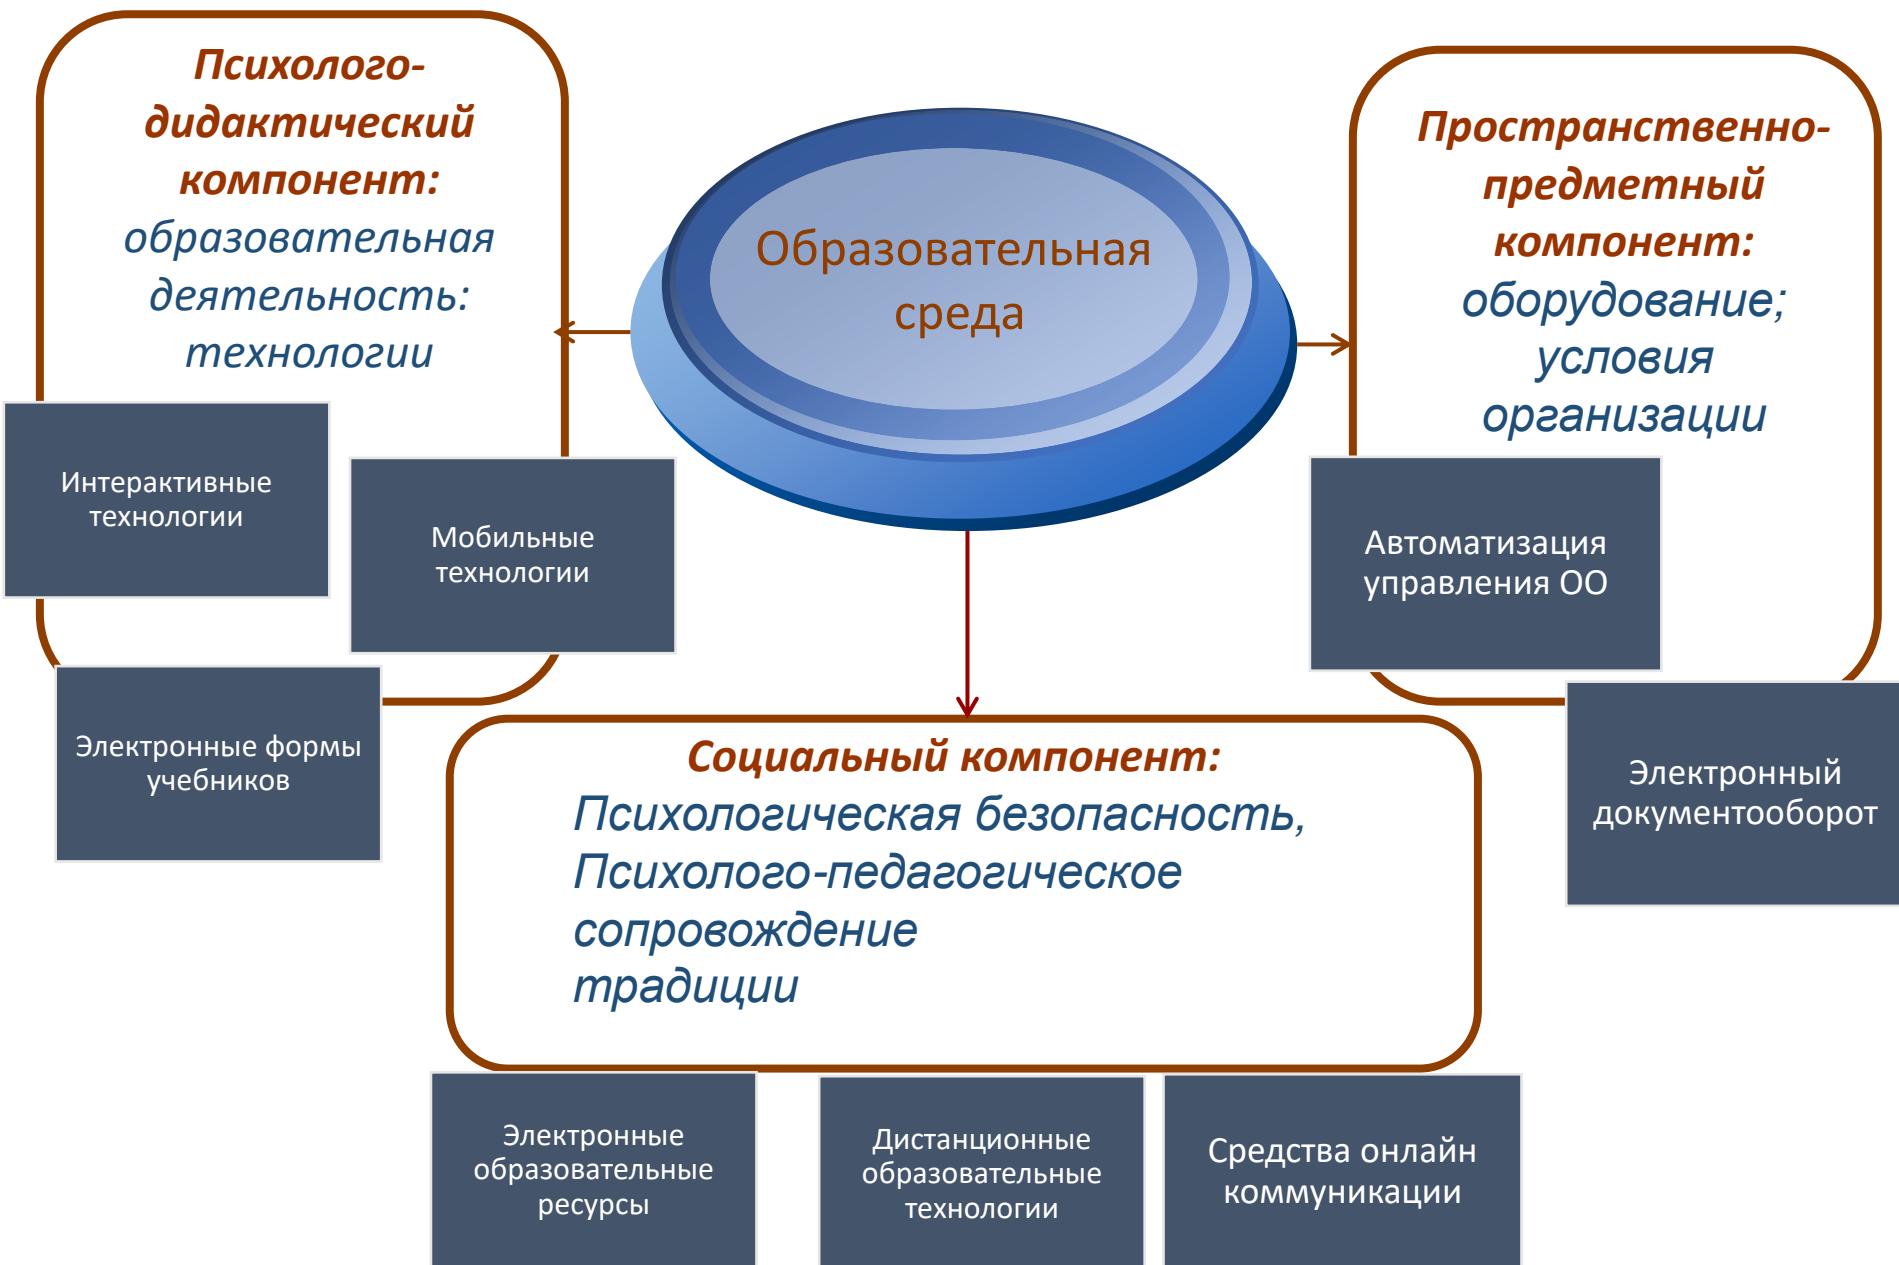 Психолого-
дидактический
компонент:
образовательная
деятельность:
технологии
Интерактивные
технологии
Мобильные
технологии
Электронные формы
учебников
Образовательная
среда
Пространственно-
предметный
компонент:
оборудование;
условия
организации
Автоматизация
управления ОО
Электронный
документооборот
Социальный компонент:
Психологическая безопасность,
Психолого-педагогическое
сопровождение
традиции
Электронные
образовательные
ресурсы
Дистанционные
образовательные
технологии
Средства онлайн
коммуникации